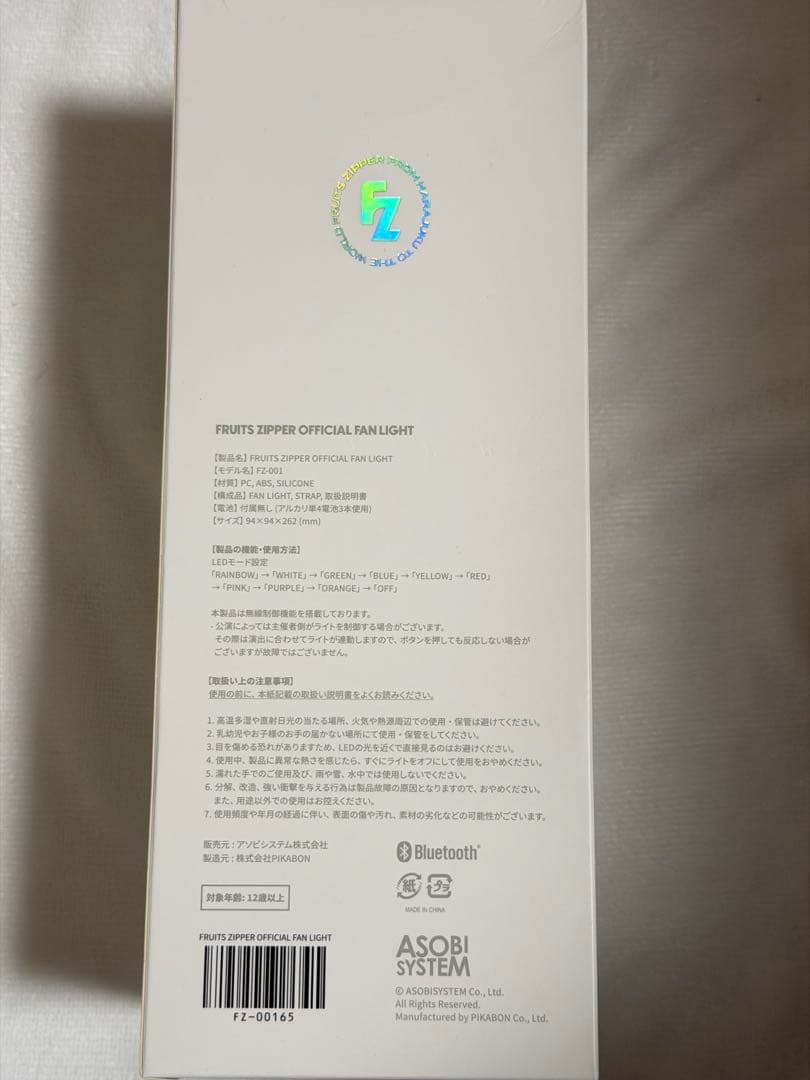 FRUITS ZIPPER FROM HARAJUKU TO THE WORLD
FZ
FRUITS ZIPPER OFFICIAL FAN LIGHT
【製品名】FRUITS ZIPPER OFFICIAL FAN LIGHT
【モデル名】FZ-001
【材質】PC, ABS, SILICONE
【構成品】FAN LIGHT, STRAP, 取扱説明書
【電池】付属無し (アルカリ単4電池3本使用)
【サイズ】94×94×262 (mm)
【製品の機能・使用方法】
LEDモード設定
「RAINBOW」→「WHITE」→「GREEN」→「BLUE」→「YELLOW」→「RED」
→「PINK」→「PURPLE」→「ORANGE」→「OFF」
本製品は無線制御機能を搭載しております。
- 公演によっては主催者側がライトを制御する場合がございます。
その際は演出に合わせてライトが連動しますので、ボタンを押しても反応しない場合が
ございますが故障ではございません。
【取扱い上の注意事項】
使用の前に、本紙記載の取扱い説明書をよくお読みください。
1. 高温多湿や直射日光の当たる場所、火気や熱源周辺での使用・保管は避けてください。
2. 乳幼児やお子様のお手の届かない場所にて使用・保管をしてください。
3. 目を傷める恐れがありますため、LEDの光を近くで直接見るのはお避けください。
4. 使用中、製品に異常な熱さを感じたら、すぐにライトをオフにして使用をおやめください。
5. 濡れた手でのご使用及び、雨や雪、水中では使用しないでください。
6. 分解、改造、強い衝撃を与える行為は製品故障の原因となりますので、おやめください。
また、用途以外での使用はお控えください。
7. 使用頻度や年月の経過に伴い、表面の傷や汚れ、素材の劣化などの可能性がございます。
販売元 : アソビシステム株式会社
製造元 : 株式会社PIKABON
Bluetooth®
紙 プラ
MADE IN CHINA
対象年齢: 12歳以上
FRUITS ZIPPER OFFICIAL FAN LIGHT
FZ-00165
ASOBI
SYSTEM
© ASOBISYSTEM Co., Ltd.
All Rights Reserved.
Manufactured by PIKABON Co., Ltd.